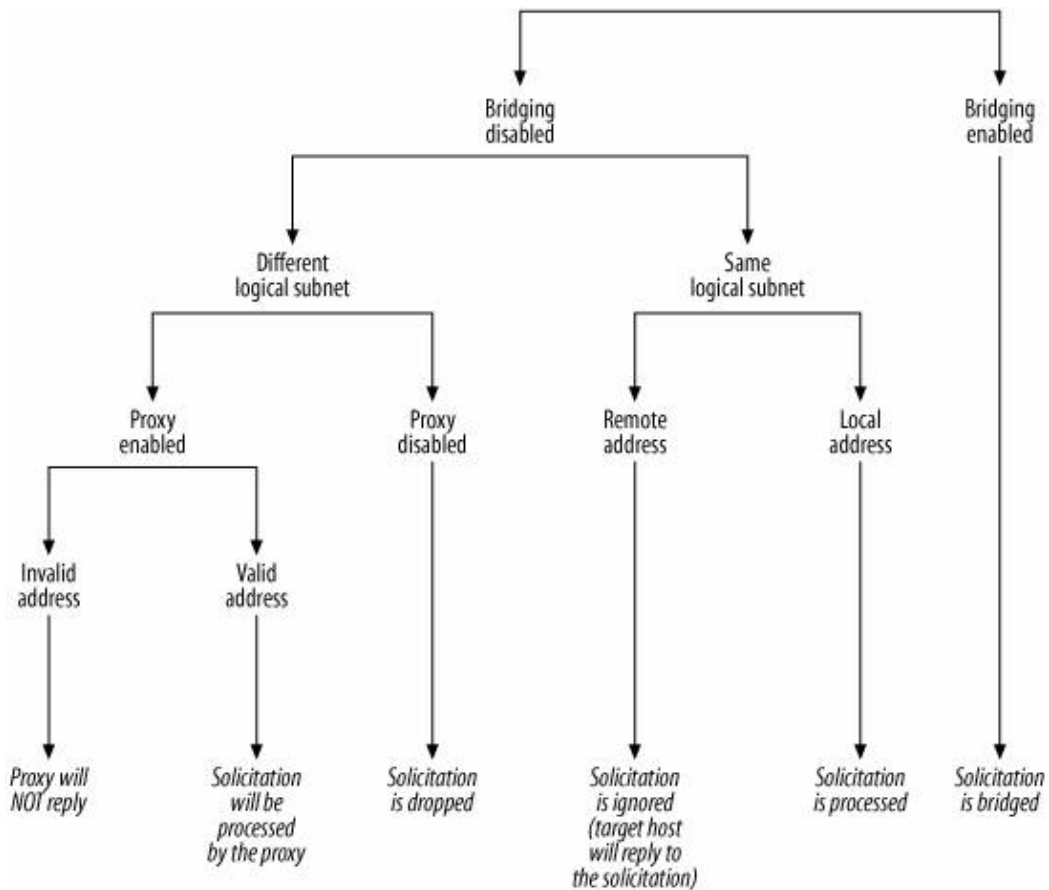 Bridging
disabled
Bridging
enabled
Different
logical subnet
Same
logical subnet
Proxy
enabled
Proxy
disabled
Remote
address
Local
address
Invalid
address
Valid
address
Proxy will
NOT reply
Solicitation
will be
processed
by the proxy
Solicitation
is dropped
Solicitation
is ignored
(target host
will reply to
the solicitation)
Solicitation
is processed
Solicitation
is bridged